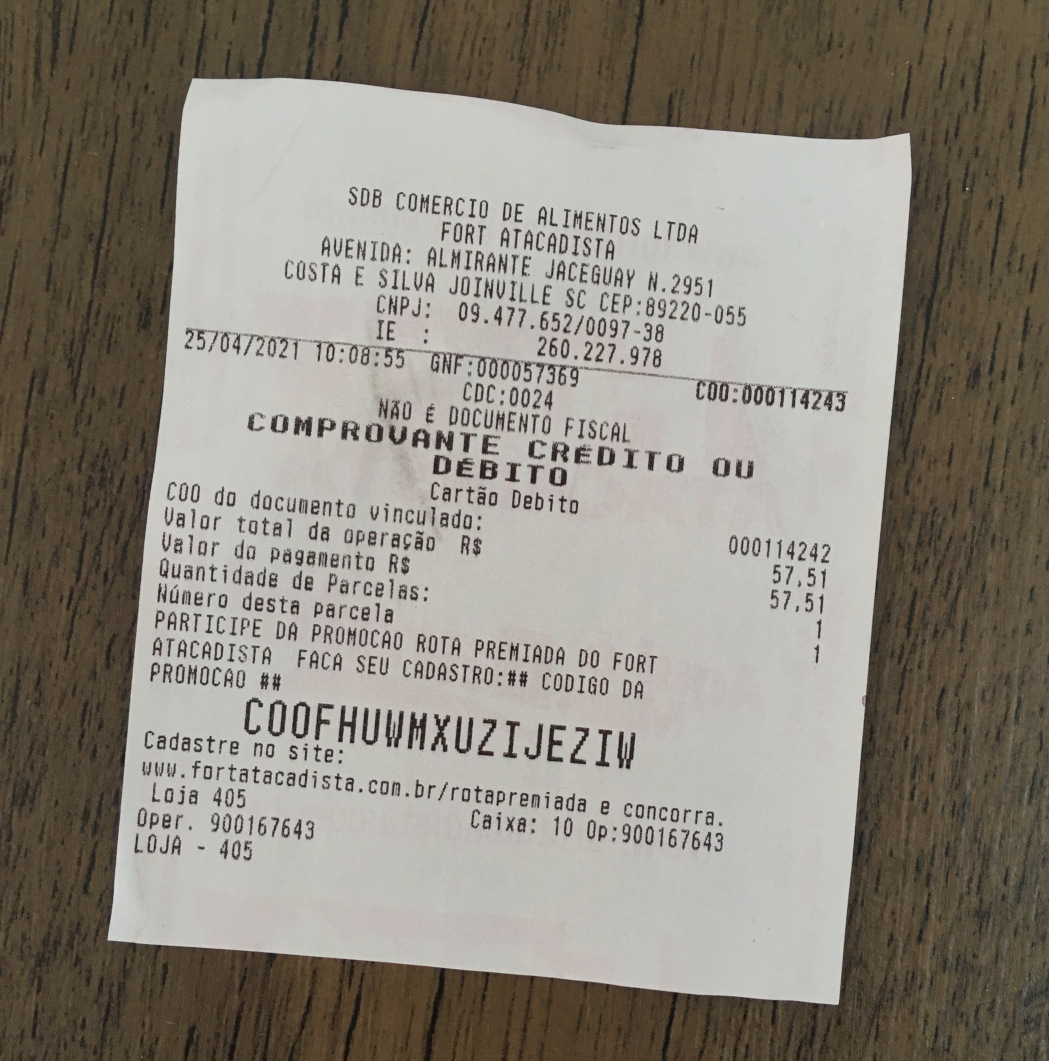 SDB COMERCIO DE ALIMENTOS LTDA
FORT ATACADISTA
AVENIDA: ALMIRANTE JACEGUAY N.2951
COSTA E SILVA JOINVILLE SC CEP:89220-055
CNPJ: 09.477.652/0097-38
IE : 260.227.978
25/04/2021 10:08:55 GNF:000057369 COO:000114243
CDC:0024
NÃO É DOCUMENTO FISCAL
COMPROVANTE CRÉDITO OU
DÉBITO
Cartão Debito
COO do documento vinculado: 000114242
Valor total da operação R$ 57,51
Valor do pagamento R$ 57,51
Quantidade de Parcelas: 1
Número desta parcela 1
PARTICIPE DA PROMOCAO ROTA PREMIADA DO FORT
ATACADISTA FACA SEU CADASTRO:## CODIGO DA
PROMOCAO ##
COOFHUWMXUZIJEZIW
Cadastre no site:
www.fortatacadista.com.br/rotapremiada e concorra.
Loja 405 Caixa: 10 Op:900167643
Oper. 900167643
LOJA - 405